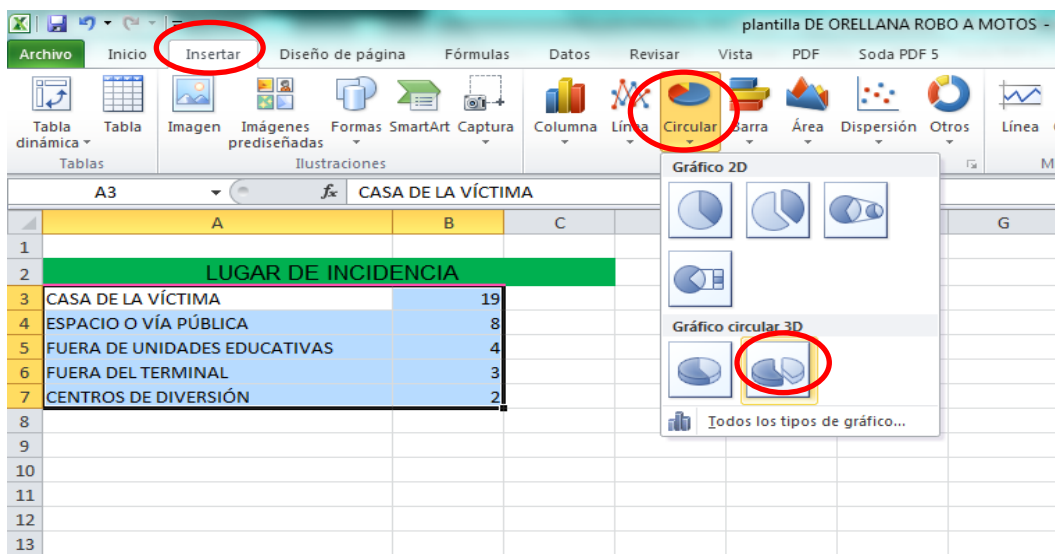 plantilla DE ORELLANA ROBO A MOTOS -
Archivo Inicio Insertar Diseño de página Fórmulas Datos Revisar Vista PDF Soda PDF 5
Tabla dinámica Tabla Imagen Imágenes prediseñadas Formas SmartArt Captura Columna Línea Circular Barra Área Dispersión Otros Línea
Tablas Ilustraciones M
A3 fx CASA DE LA VÍCTIMA
Gráfico 2D
A B C G
1
2 LUGAR DE INCIDENCIA
3 CASA DE LA VÍCTIMA 19
4 ESPACIO O VÍA PÚBLICA 8
5 FUERA DE UNIDADES EDUCATIVAS 4
6 FUERA DEL TERMINAL 3
7 CENTROS DE DIVERSIÓN 2
8
9
10
11
12
13
Gráfico circular 3D
Todos los tipos de gráfico...